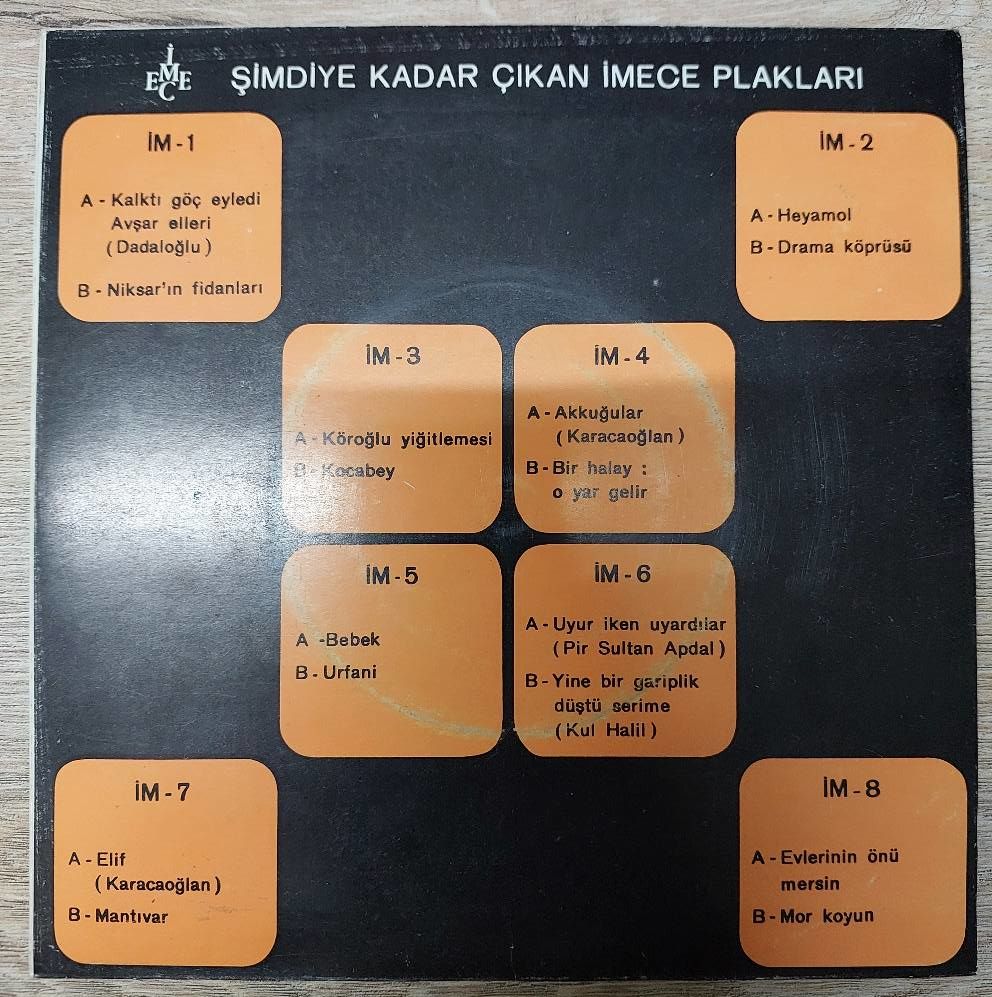 İMECE
ŞİMDİYE KADAR ÇIKAN İMECE PLAKLARI
İM-1
A - Kalktı göç eyledi
Avşar elleri
(Dadaloğlu)
B - Niksar'ın fidanları
İM-2
A - Heyamol
B - Drama köprüsü
İM-3
A - Köroğlu yiğitlemesi
B - Kocabey
İM-4
A - Akkuğular
(Karacaoğlan)
B - Bir halay :
o yar gelir
İM-5
A -Bebek
B - Urfani
İM-6
A - Uyur iken uyardılar
(Pir Sultan Apdal)
B - Yine bir gariplik
düştü serime
(Kul Halil)
İM-7
A - Elif
(Karacaoğlan)
B - Mantıvar
İM-8
A - Evlerinin önü
mersin
B - Mor koyun